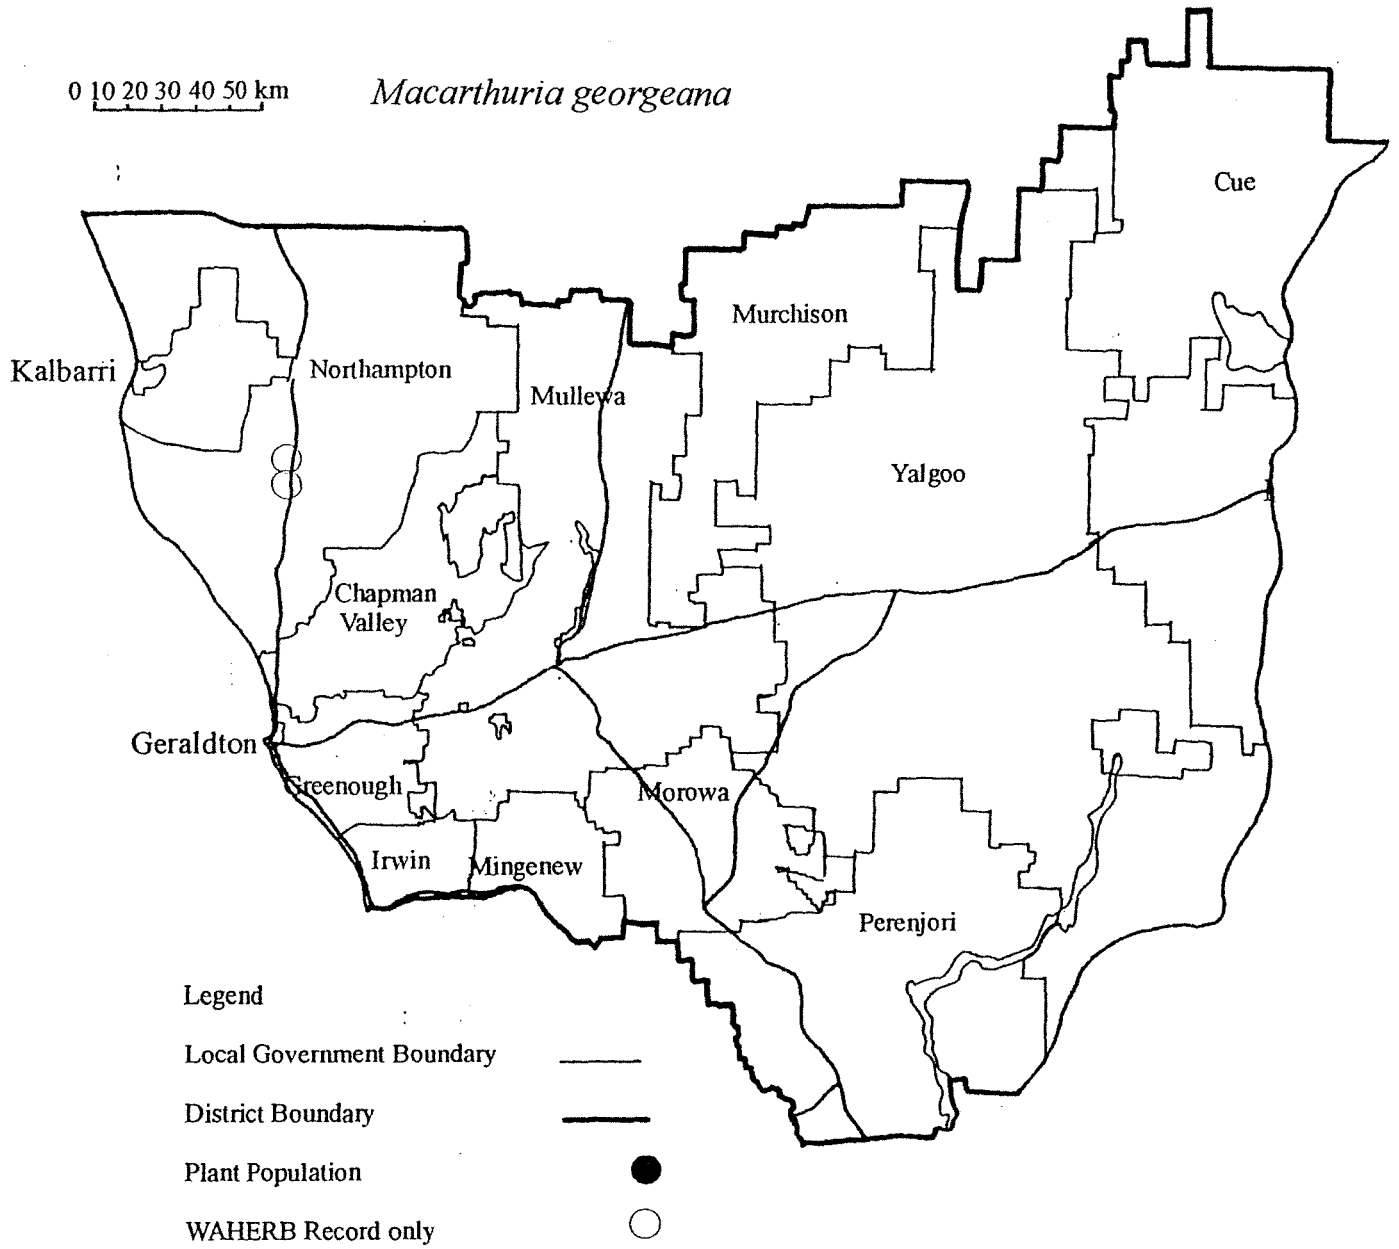 0 10 20 30 40 50 km
Macarthuria georgeana
Cue
Murchison
Kalbarri
Northampton
Mullewa
Yalgoo
Chapman
Valley
Geraldton
Greenough
Morowa
Irwin
Mingenew
Perenjori
Legend
Local Government Boundary
District Boundary
Plant Population
WAHERB Record only